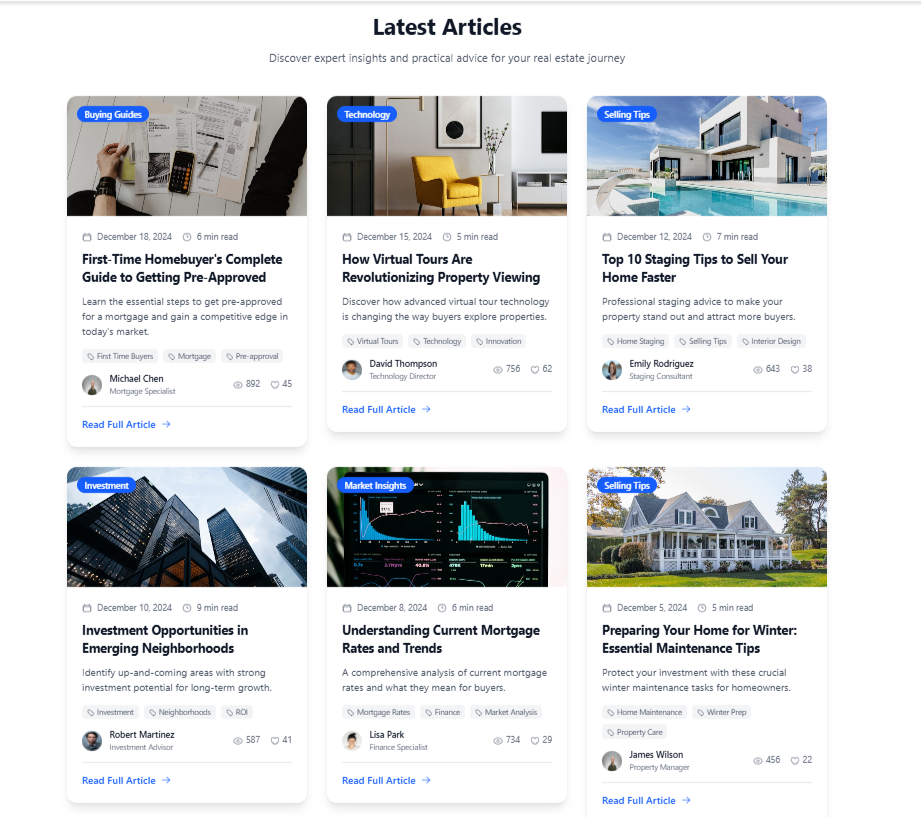 Latest Articles
Discover expert insights and practical advice for your real estate journey
Buying Guides
December 18, 2024 6 min read
First-Time Homebuyer's Complete
Guide to Getting Pre-Approved
Learn the essential steps to get pre-approved
for a mortgage and gain a competitive edge in
today's market.
First Time Buyers Mortgage Pre-approval
Michael Chen
Mortgage Specialist
892 45
Read Full Article →
Technology
December 15, 2024 5 min read
How Virtual Tours Are
Revolutionizing Property Viewing
Discover how advanced virtual tour technology
is changing the way buyers explore properties.
Virtual Tours Technology Innovation
David Thompson
Technology Director
756 62
Read Full Article →
Selling Tips
December 12, 2024 7 min read
Top 10 Staging Tips to Sell Your
Home Faster
Professional staging advice to make your
property stand out and attract more buyers.
Home Staging Selling Tips Interior Design
Emily Rodriguez
Staging Consultant
643 38
Read Full Article →
Investment
December 10, 2024 9 min read
Investment Opportunities in
Emerging Neighborhoods
Identify up-and-coming areas with strong
investment potential for long-term growth.
Investment Neighborhoods ROI
Robert Martinez
Investment Advisor
587 41
Read Full Article →
Market Insights
December 8, 2024 6 min read
Understanding Current Mortgage
Rates and Trends
A comprehensive analysis of current mortgage
rates and what they mean for buyers.
Mortgage Rates Finance Market Analysis
Lisa Park
Finance Specialist
734 29
Read Full Article →
Selling Tips
December 5, 2024 5 min read
Preparing Your Home for Winter:
Essential Maintenance Tips
Protect your investment with these crucial
winter maintenance tasks for homeowners.
Home Maintenance Winter Prep
Property Care
James Wilson
Property Manager
456 22
Read Full Article →